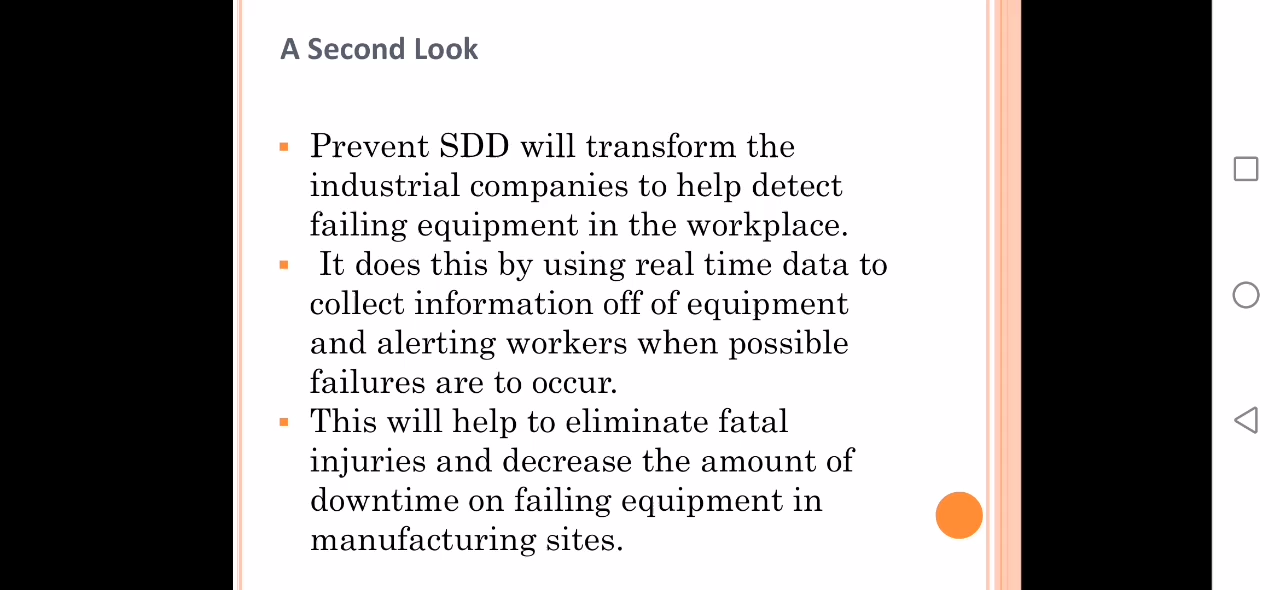 A Second Look
Prevent SDD will transform the
industrial companies to help detect
failing equipment in the workplace.
It does this by using real time data to
collect information off of equipment
and alerting workers when possible
failures are to occur.
This will help to eliminate fatal
injuries and decrease the amount of
downtime on failing equipment in
manufacturing sites.